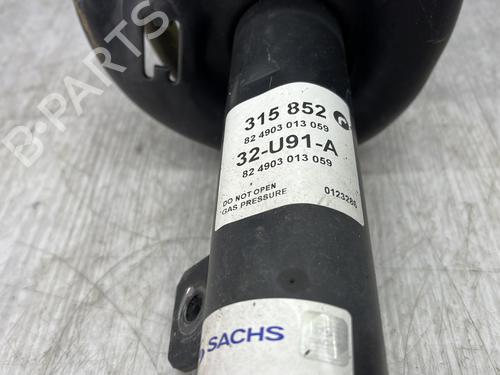 B-PARTS
315 852
82 4903 013 059
32-U91-A
82 4903 013 059
DO NOT OPEN
GAS PRESSURE
0123286
SACHS